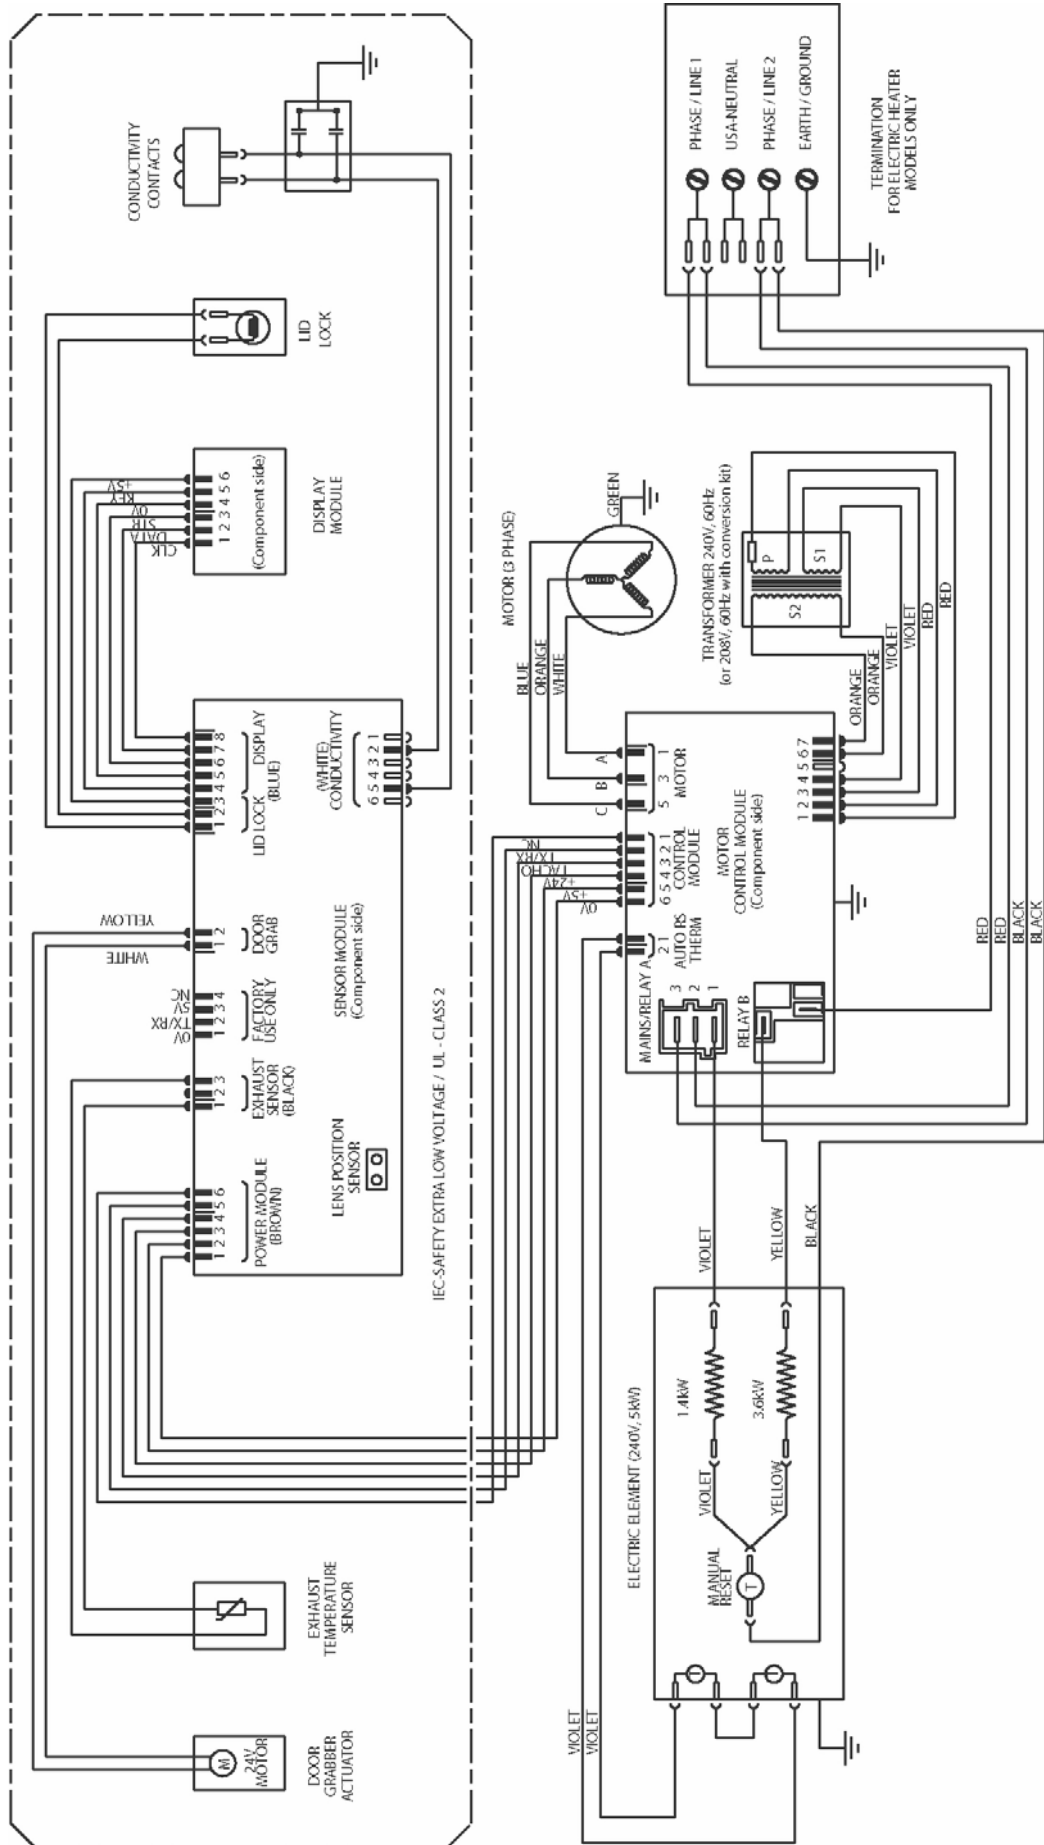 CONDUCTIVITY
CONTACTS
LID
LOCK
CLK
DATA
STR
0V
KEY
+5V
1 2 3 4 5 6
(Component side)
DISPLAY
MODULE
YELLOW
WHITE
0V
TX/RX
5V
NC
1 2 3 4 5 6
POWER MODULE
(BROWN)
1 2 3
EXHAUST
SENSOR
(BLACK)
1 2 3 4
FACTORY
USE ONLY
1 2
DOOR
GRAB
1 2 3 4 5 6 7 8
LID LOCK
DISPLAY
(BLUE)
SENSOR MODULE
(Component side)
LENS POSITION
SENSOR
(WHITE)
CONDUCTIVITY
6 5 4 3 2 1
IEC-SAFETY EXTRA LOW VOLTAGE / UL - CLASS 2
EXHAUST
TEMPERATURE
SENSOR
M
24V
MOTOR
DOOR
GRABBER
ACTUATOR
PHASE / LINE 1
USA-NEUTRAL
PHASE / LINE 2
EARTH / GROUND
TERMINATION
FOR ELECTRIC HEATER
MODELS ONLY
MOTOR (3 PHASE)
GREEN
BLUE
ORANGE
WHITE
TRANSFORMER 240V, 60Hz
(or 208V, 60Hz with conversion kit)
P
S1
S2
ORANGE
ORANGE
VIOLET
VIOLET
RED
RED
0V
+5V
+24V
TACHO
TX/RX
NC
C B A
5 3 1
MOTOR
6 5 4 3 2 1
CONTROL
MODULE
2 1
AUTO RS
THERM
MOTOR
CONTROL MODULE
(Component side)
1 2 3 4 5 6 7
MAINS/RELAY A
3
2
1
RELAY B
RED
RED
BLACK
BLACK
VIOLET
YELLOW
BLACK
ELECTRIC ELEMENT (240V, 5kW)
1.4kW
3.6kW
VIOLET
YELLOW
MANUAL
RESET
T
VIOLET
VIOLET